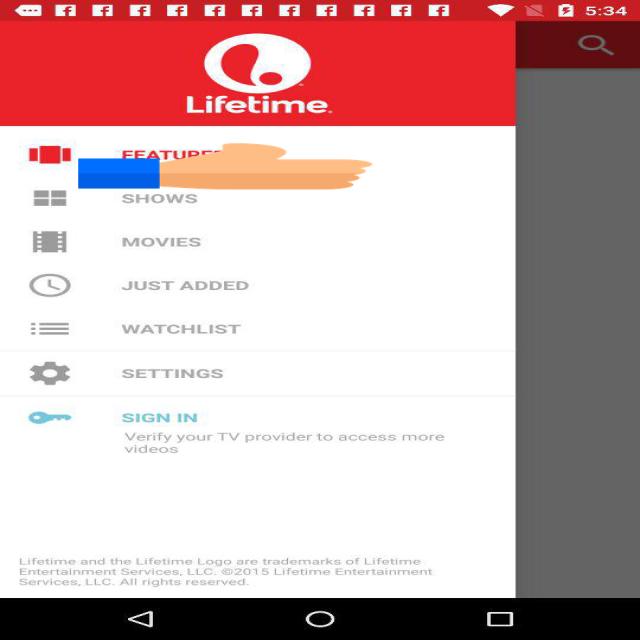 5:34
Lifetime
SHOWS
MOVIES
JUST ADDED
WATCHLIST
SETTINGS
SIGN IN
Verify your TV provider to access more
videos
Lifetime and the Lifetime Logo are trademarks of Lifetime
Entertainment Services, LLC. ©2015 Lifetime Entertainment
Services, LLC. All rights reserved.